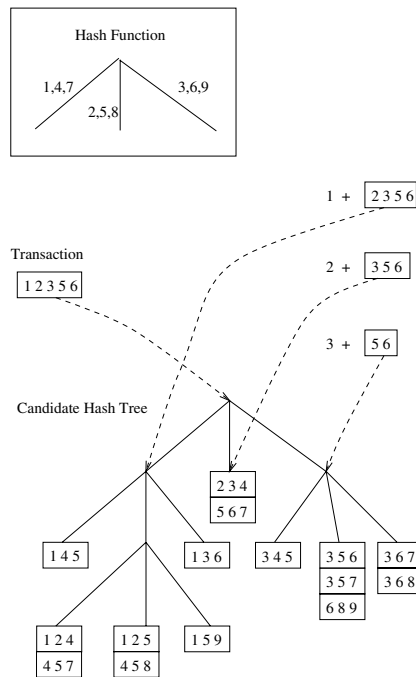 Hash Function
1,4,7
3,6,9
2,5,8
1 + 2 3 5 6
Transaction
2 + 3 5 6
1 2 3 5 6
3 + 5 6
Candidate Hash Tree
2 3 4
5 6 7
1 4 5
1 3 6
3 4 5
3 5 6
3 6 7
3 5 7
3 6 8
6 8 9
1 2 4
1 2 5
1 5 9
4 5 7
4 5 8